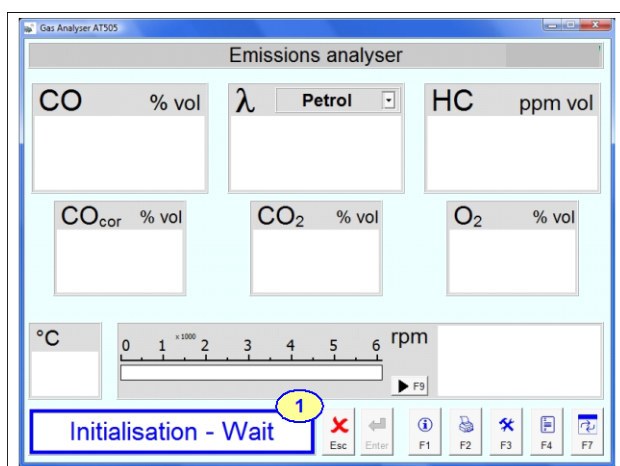 Gas Analyser AT505
Emissions analyser
CO % vol
λ Petrol
HC ppm vol
COcor % vol
CO2 % vol
O2 % vol
°C
0 1 x 1000 2 3 4 5 6 rpm
F9
1
Initialisation - Wait
Esc Enter F1 F2 F3 F4 F7